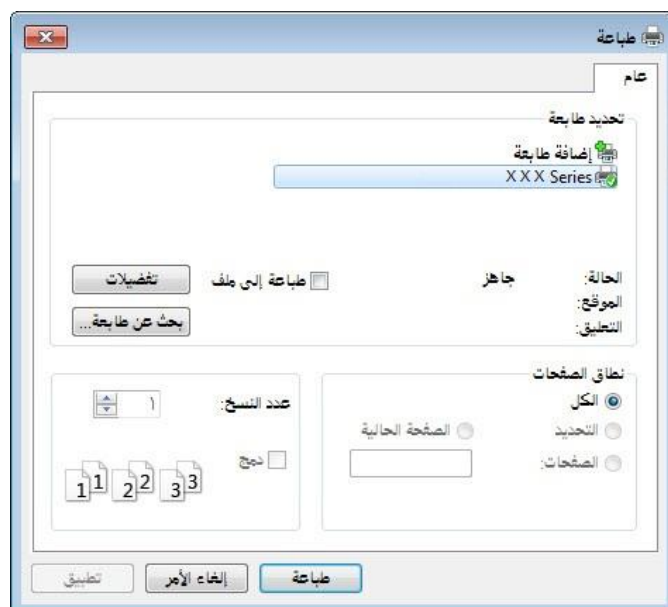 طباعة
عام
تحديد طابعة
إضافة طابعة
XXX Series
الحالة: جاهز
طباعة إلى ملف
تفضيلات
الموقع:
التعليق:
بحث عن طابعة...
نطاق الصفحات
الكل
التحديد
الصفحة الحالية
الصفحات:
عدد النسخ:
١
دمج
1 1 2 2 3 3
طباعة
إلغاء الأمر
تطبيق